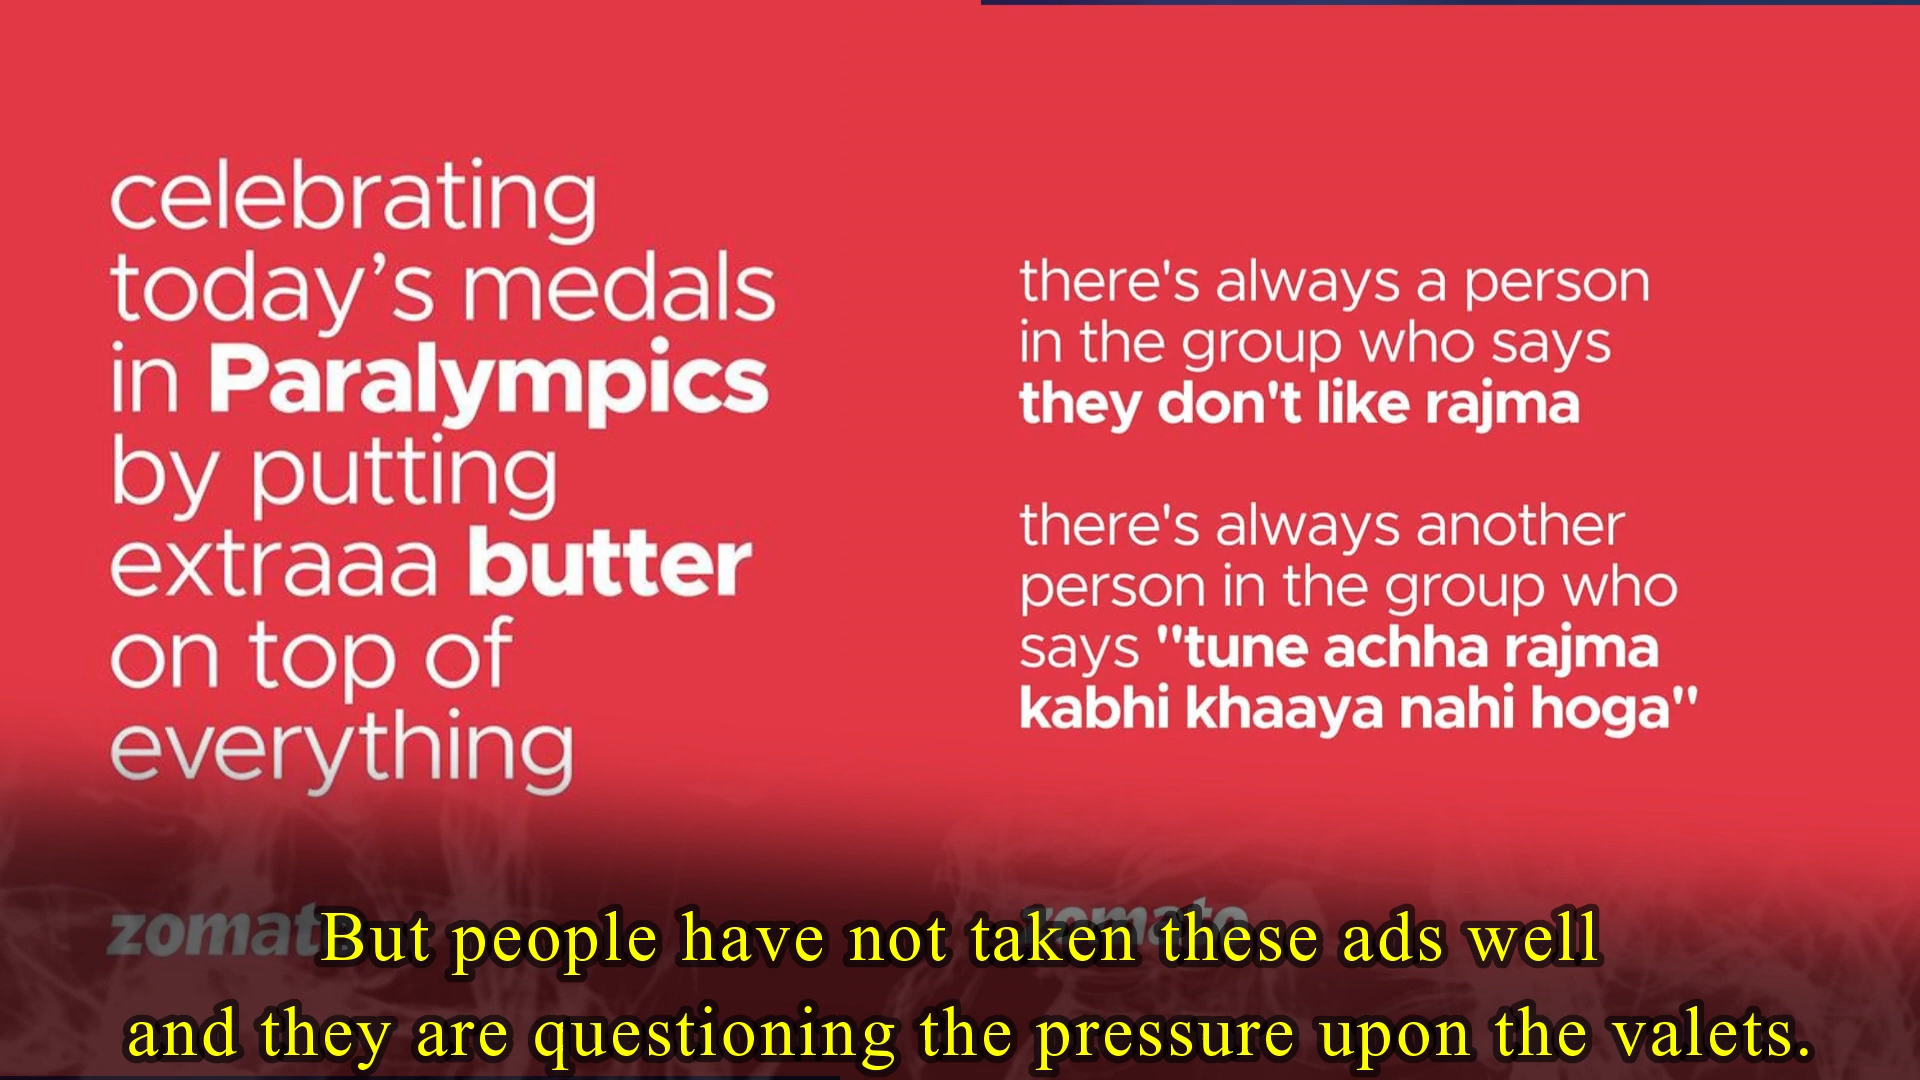 celebrating
today's medals
in Paralympics
by putting
extraaa butter
on top of
everything
there's always a person
in the group who says
they don't like rajma
there's always another
person in the group who
says "tune achha rajma
kabhi khaaya nahi hoga"
zomato
zomato
But people have not taken these ads well
and they are questioning the pressure upon the valets.